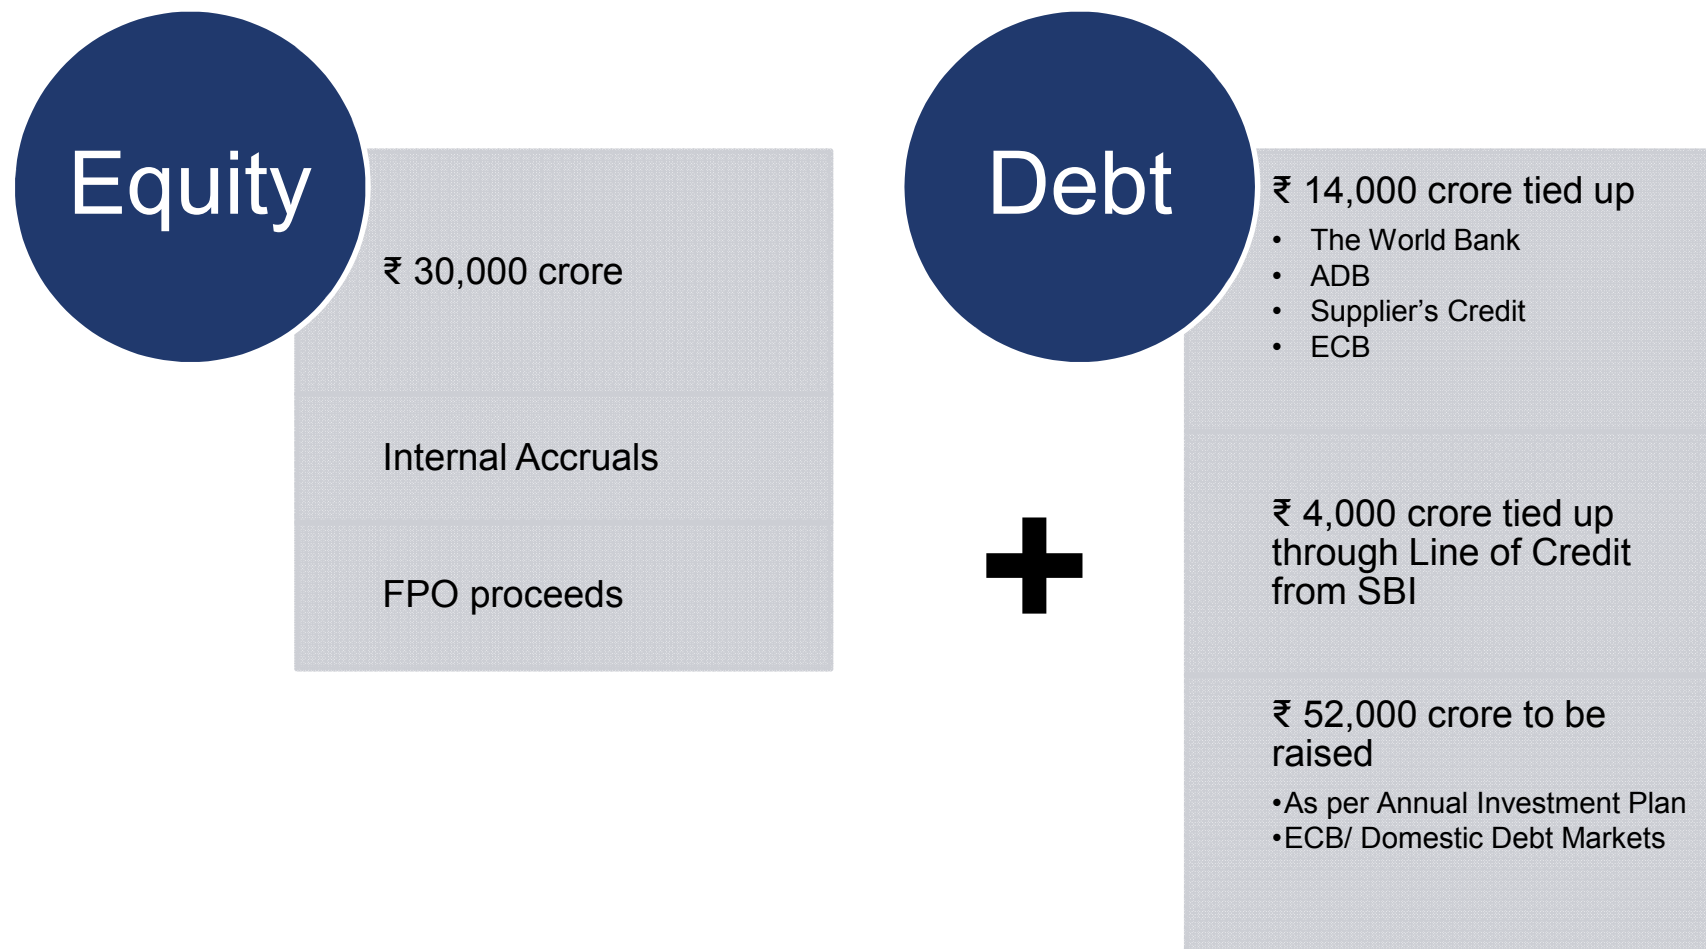 Equity
₹ 30,000 crore
Internal Accruals
FPO proceeds
Debt
₹ 14,000 crore tied up
• The World Bank
• ADB
• Supplier’s Credit
• ECB
₹ 4,000 crore tied up
through Line of Credit
from SBI
₹ 52,000 crore to be
raised
•As per Annual Investment Plan
•ECB/ Domestic Debt Markets